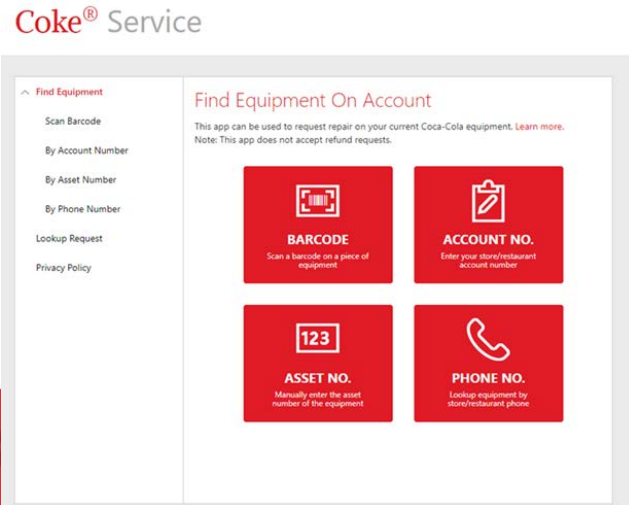 Coke® Service
Find Equipment
Scan Barcode
By Account Number
By Asset Number
By Phone Number
Lookup Request
Privacy Policy
Find Equipment On Account
This app can be used to request repair on your current Coca-Cola equipment. Learn more.
Note: This app does not accept refund requests.
BARCODE
Scan a barcode on a piece of
equipment
ACCOUNT NO.
Enter your store/restaurant
account number
123
ASSET NO.
Manually enter the asset
number of the equipment
PHONE NO.
Lookup equipment by
store/restaurant phone